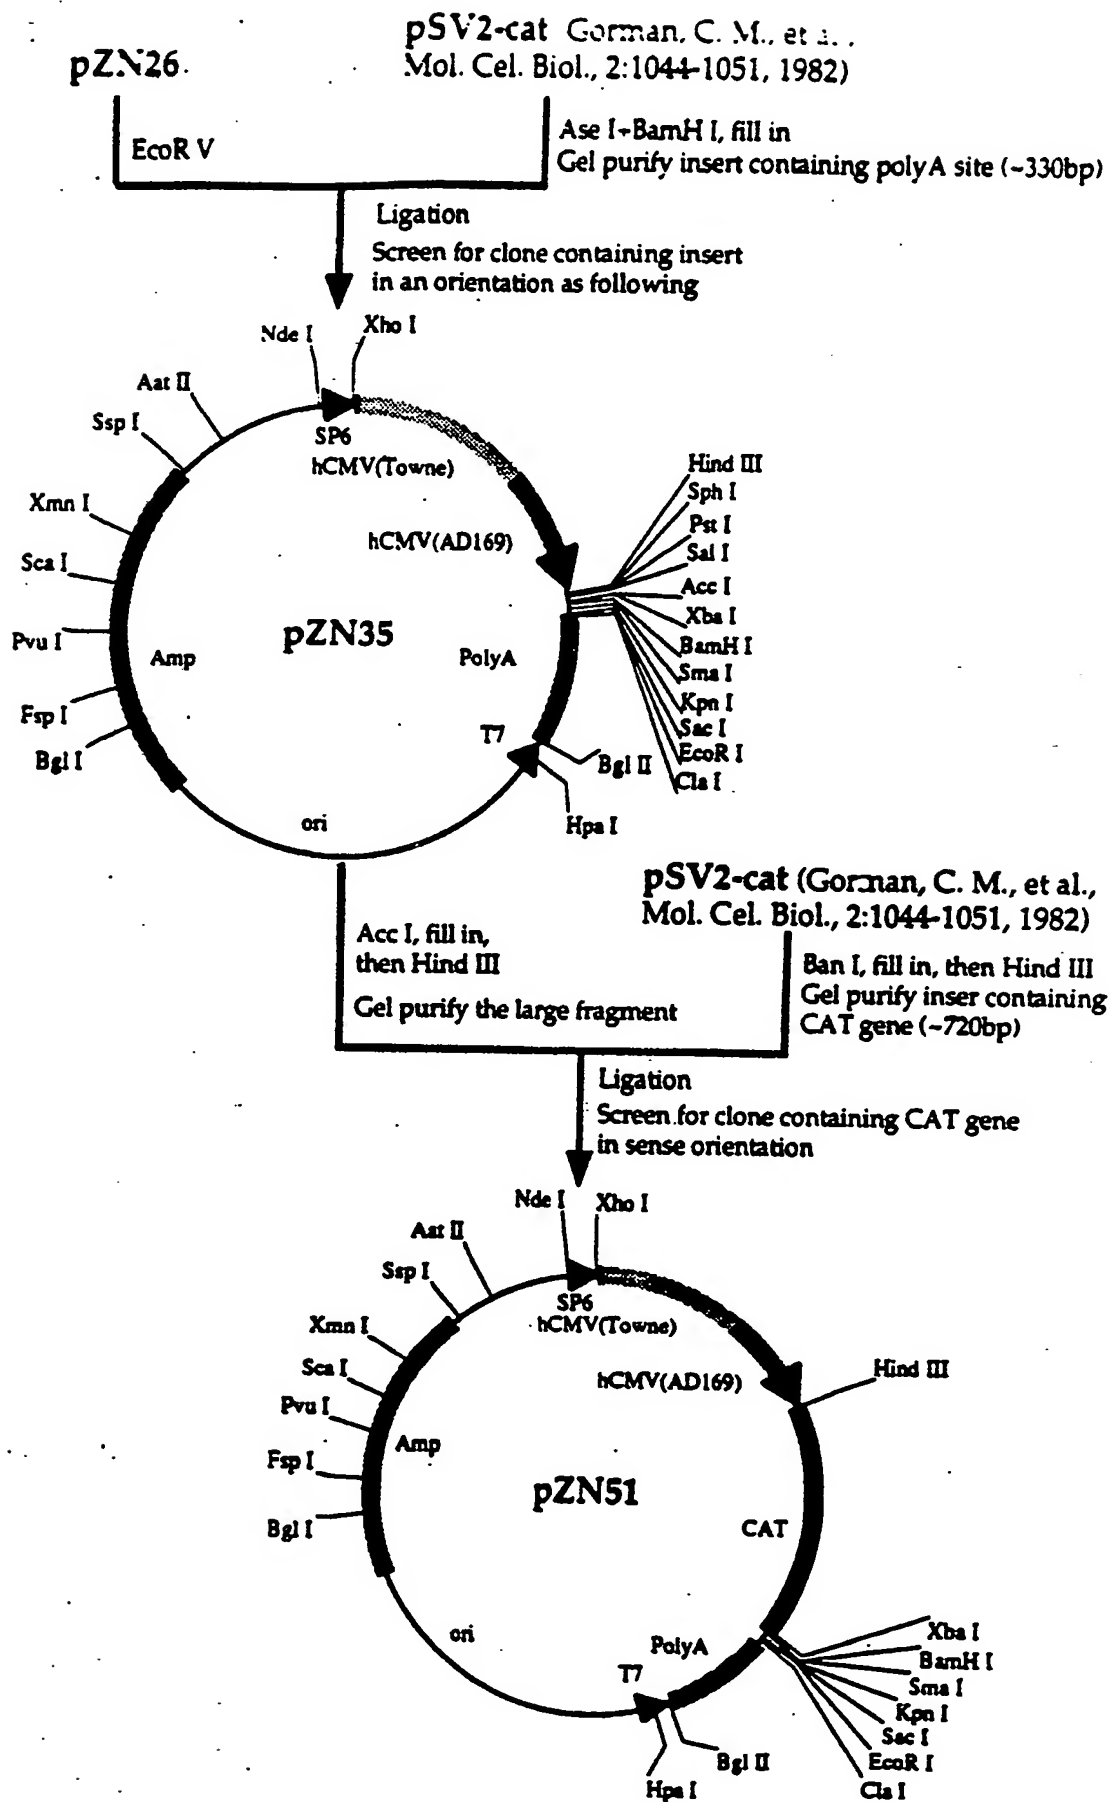 pZN26.
pSV2-cat Gorman, C. M., et
Mol. Cel. Biol., 2:1044-1051, 1982)
EcoR V
Ase I+BamH I, fill in
Gel purify insert containing polyA site (~330bp)
Ligation
Screen for clone containing insert
in an orientation as following
Nde I
Xho I
Aat II
Ssp I
Xmn I
Sca I
Pvu I
Fsp I
Bgl I
SP6
hCMV(Towne)
hCMV(AD169)
pZN35
Amp
PolyA
T7
ori
Hind III
Sph I
Pst I
Sal I
Acc I
Xba I
BamH I
Sma I
Kpn I
Sac I
EcoR I
Cla I
Bgl II
Hpa I
pSV2-cat (Gorman, C. M., et al.,
Mol. Cel. Biol., 2:1044-1051, 1982)
Acc I, fill in,
then Hind III
Gel purify the large fragment
Ban I, fill in, then Hind III
Gel purify inser containing
CAT gene (~720bp)
Ligation
Screen for clone containing CAT gene
in sense orientation
Nde I
Xho I
Aat II
Ssp I
Xmn I
Sca I
Pvu I
Fsp I
Bgl I
SP6
hCMV(Towne)
hCMV(AD169)
Hind III
Amp
pZN51
CAT
ori
PolyA
T7
Xba I
BamH I
Sma I
Kpn I
Sac I
EcoR I
Cla I
Bgl II
Hpa I